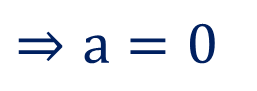 ⇒ a = 0